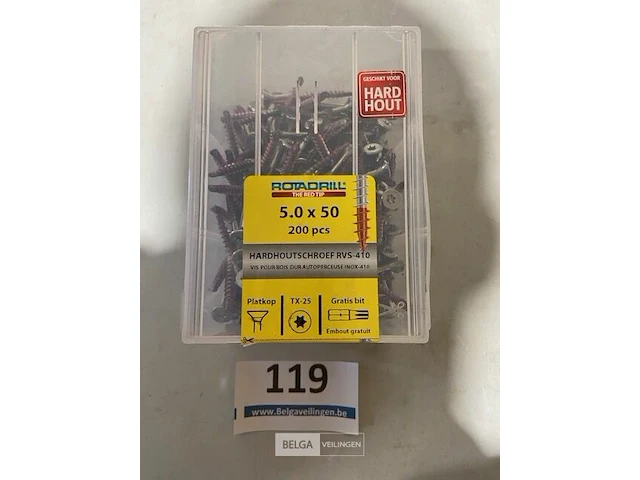 GESCHIKT VOOR
HARD
HOUT
ROTADRILL
THE RED TIP
5.0 x 50
200 pcs
HARDHOUTSCHROEF RVS-410
VIS POUR BOIS DUR AUTOPERCEUSE INOX-410
Platkop
TX-25
Gratis bit
Embout gratuit
119
www.Belgaveilingen.be
BELGA VEILINGEN